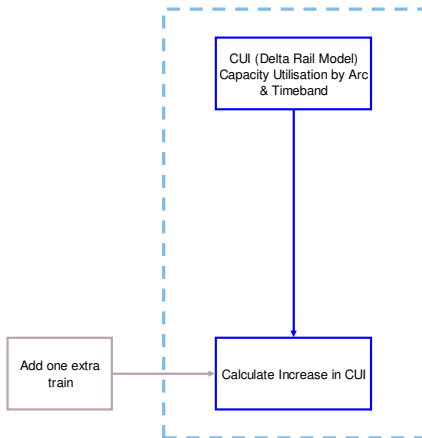 CUI (Delta Rail Model)
Capacity Utilisation by Arc
& Timeband
Add one extra
train
Calculate Increase in CUI